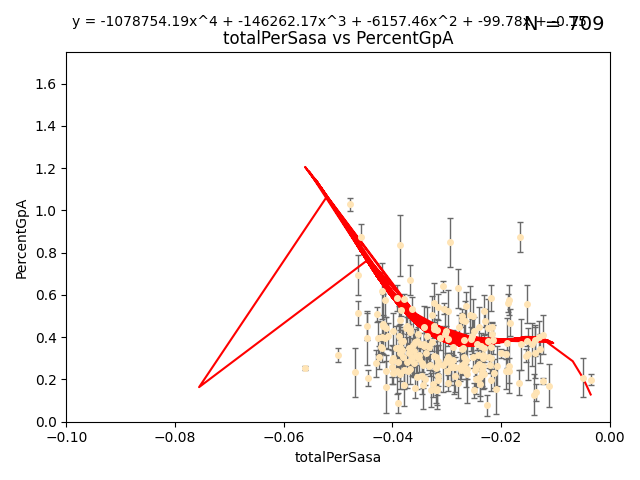 y = -1078754.19x^4 + -146262.17x^3 + -6157.46x^2 + -99.78x +
N = 709
totalPerSasa vs PercentGpA
PercentGpA
1.6
1.4
1.2
1.0
0.8
0.6
0.4
0.2
0.0
−0.10 −0.08 −0.06 −0.04 −0.02 0.00
totalPerSasa